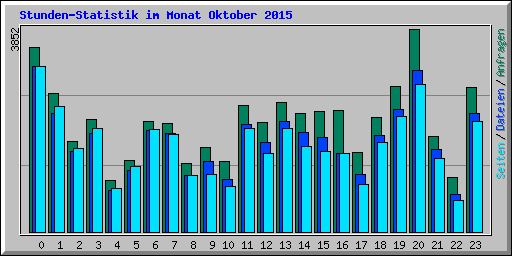 Stunden-Statistik im Monat Oktober 2015
3852
Seiten / Dateien / Anfragen
0 1 2 3 4 5 6 7 8 9 10 11 12 13 14 15 16 17 18 19 20 21 22 23